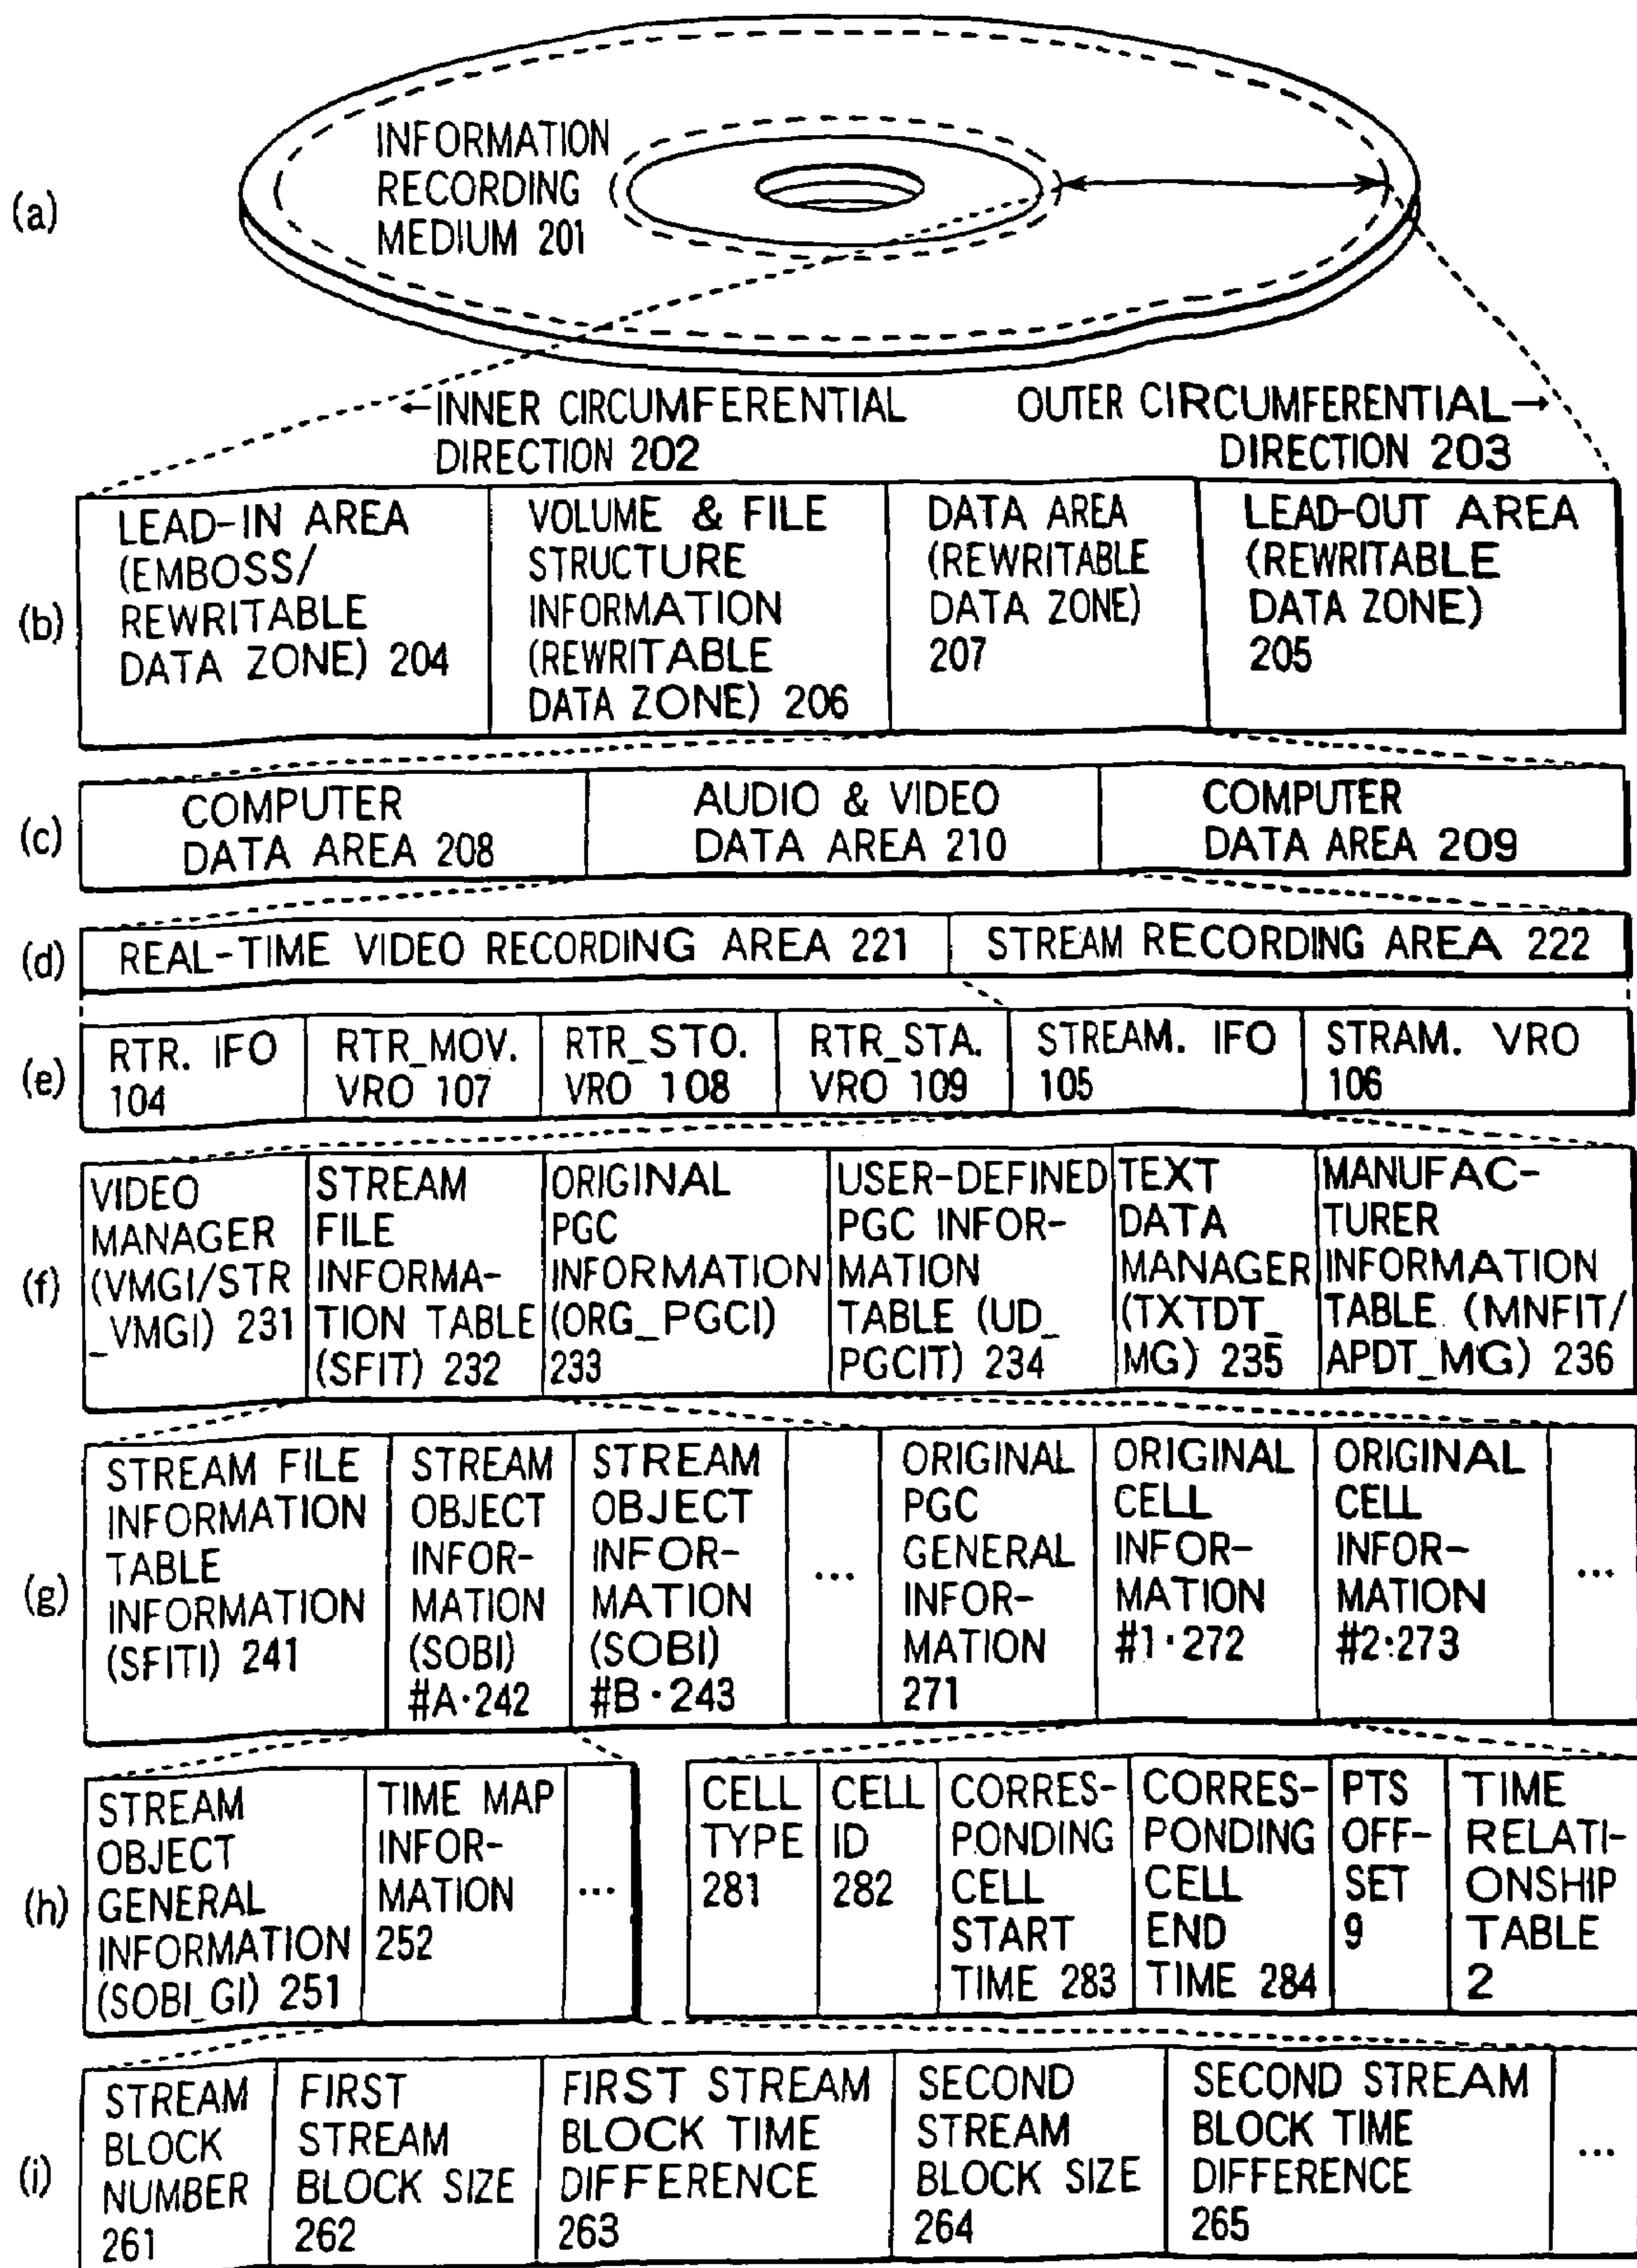 (a)
INFORMATION
RECORDING
MEDIUM 201
←INNER CIRCUMFERENTIAL
DIRECTION 202
OUTER CIRCUMFERENTIAL→
DIRECTION 203
(b)
LEAD-IN AREA
(EMBOSS/
REWRITABLE
DATA ZONE) 204
VOLUME & FILE
STRUCTURE
INFORMATION
(REWRITABLE
DATA ZONE) 206
DATA AREA
(REWRITABLE
DATA ZONE)
207
LEAD-OUT AREA
(REWRITABLE
DATA ZONE)
205
(c)
COMPUTER
DATA AREA 208
AUDIO & VIDEO
DATA AREA 210
COMPUTER
DATA AREA 209
(d)
REAL-TIME VIDEO RECORDING AREA 221
STREAM RECORDING AREA 222
(e)
RTR. IFO
104
RTR_MOV.
VRO 107
RTR_STO.
VRO 108
RTR_STA.
VRO 109
STREAM. IFO
105
STRAM. VRO
106
(f)
VIDEO
MANAGER
(VMGI/STR
_VMGI) 231
STREAM
FILE
INFORMA-
TION TABLE
(SFIT) 232
ORIGINAL
PGC
INFORMATION
(ORG_PGCI)
233
USER-DEFINED
PGC INFOR-
MATION
TABLE (UD_
PGCIT) 234
TEXT
DATA
MANAGER
(TXTDT_
MG) 235
MANUFAC-
TURER
INFORMATION
TABLE. (MNFIT/
APDT_MG) 236
(g)
STREAM FILE
INFORMATION
TABLE
INFORMATION
(SFITI) 241
STREAM
OBJECT
INFOR-
MATION
(SOBI)
#A·242
STREAM
OBJECT
INFOR-
MATION
(SOBI)
#B·243
...
ORIGINAL
PGC
GENERAL
INFOR-
MATION
271
ORIGINAL
CELL
INFOR-
MATION
#1·272
ORIGINAL
CELL
INFOR-
MATION
#2:273
...
(h)
STREAM
OBJECT
GENERAL
INFORMATION
(SOBI_GI) 251
TIME MAP
INFOR-
MATION
252
...
CELL
TYPE
281
CELL
ID
282
CORRES-
PONDING
CELL
START
TIME 283
CORRES-
PONDING
CELL
END
TIME 284
PTS
OFF-
SET
9
TIME
RELATI-
ONSHIP
TABLE
2
(i)
STREAM
BLOCK
NUMBER
261
FIRST
STREAM
BLOCK SIZE
262
FIRST STREAM
BLOCK TIME
DIFFERENCE
263
SECOND
STREAM
BLOCK SIZE
264
SECOND STREAM
BLOCK TIME
DIFFERENCE
265
...